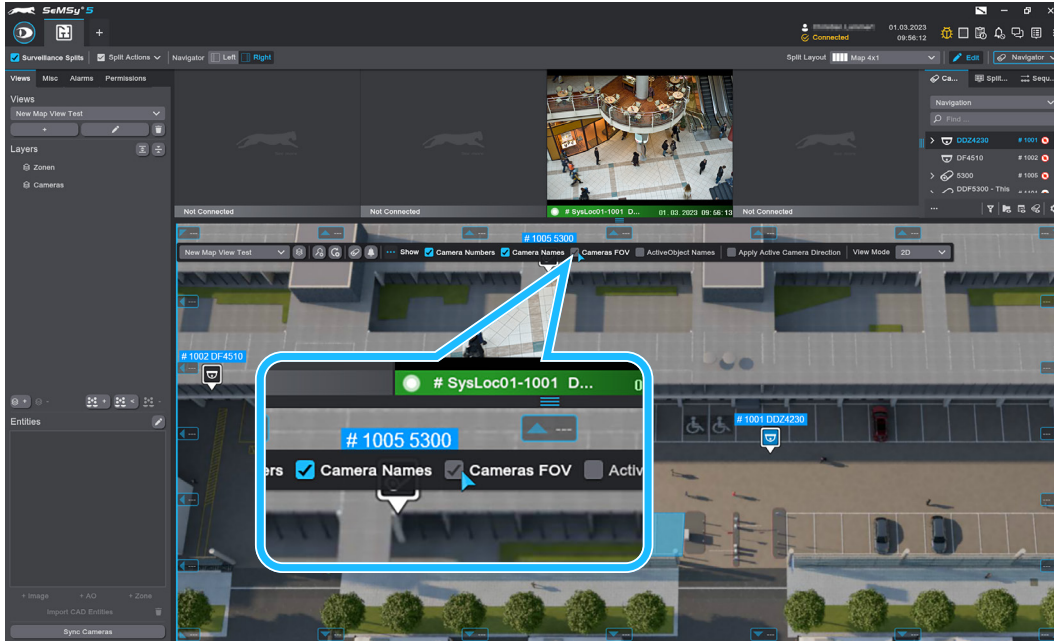 SeMSy® 5
+
Connected
01.03.2023
09:56:12
Surveillance Splits
Split Actions
Navigator
Left
Right
Split Layout
Map 4x1
Edit
Navigator
Views
Misc
Alarms
Permissions
Ca...
Split...
Sequ...
Views
New Map View Test
+
Layers
Zonen
Cameras
Navigation
Find ...
DDZ4230 # 1001
DF4510 # 1002
5300 # 1005
DDF5300 - This
...
Not Connected
Not Connected
# SysLoc01-1001 D...
01.03.2023 09:56:13
Not Connected
# 1005 5300
New Map View Test
... Show
Camera Numbers
Camera Names
Cameras FOV
ActiveObject Names
Apply Active Camera Direction
View Mode
2D
# 1002 DF4510
# SysLoc01-1001 D...
0
# 1005 5300
ers
Camera Names
Cameras FOV
Activ
# 1001 DDZ4230
Entities
+ Image
+ AO
+ Zone
Import CAD Entities
Sync Cameras